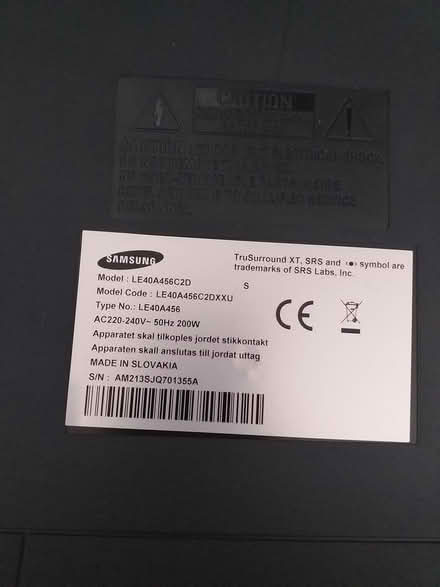 CAUTION
SAMSUNG
TruSurround XT, SRS and (●) symbol are
trademarks of SRS Labs, Inc.
Model : LE40A456C2D
S
Model Code : LE40A456C2DXXU
Type No.: LE40A456
AC220-240V~ 50Hz 200W
Apparatet skal tilkoples jordet stikkontakt
Apparaten skall anslutas till jordat uttag
MADE IN SLOVAKIA
S/N : AM213SJQ701355A
CE